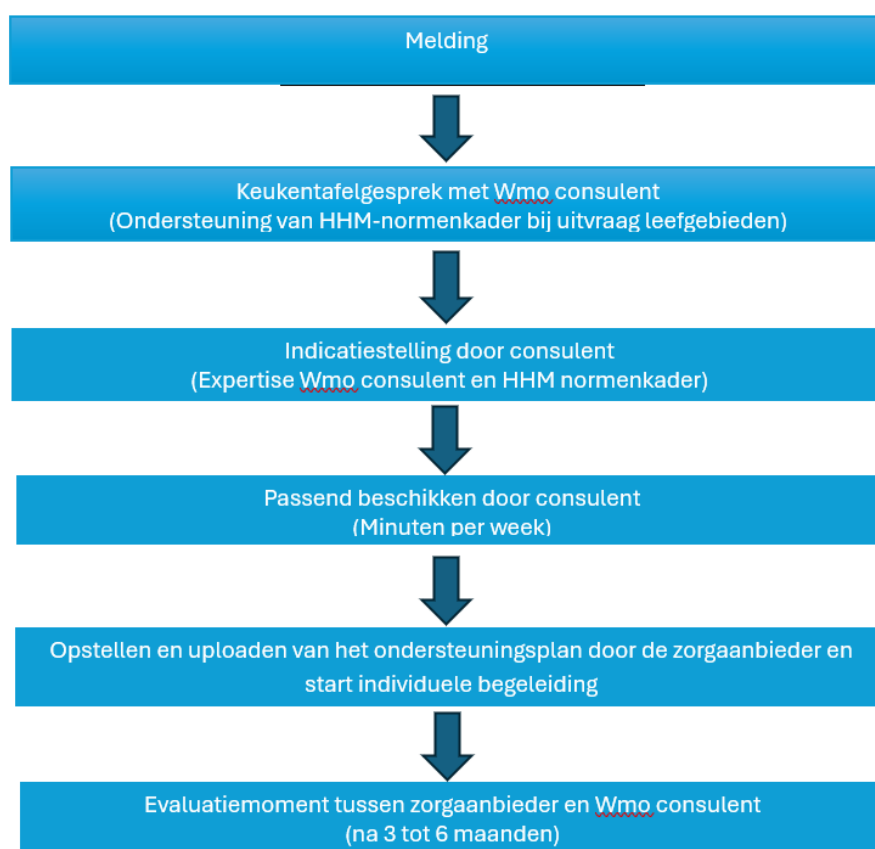 Melding
Keukentafelgesprek met Wmo consulent
(Ondersteuning van HHM-normenkader bij uitvraag leefgebieden)
Indicatiestelling door consulent
(Expertise Wmo consulent en HHM normenkader)
Passend beschikken door consulent
(Minuten per week)
Opstellen en uploaden van het ondersteuningsplan door de zorgaanbieder en
start individuele begeleiding
Evaluatiemoment tussen zorgaanbieder en Wmo consulent
(na 3 tot 6 maanden)